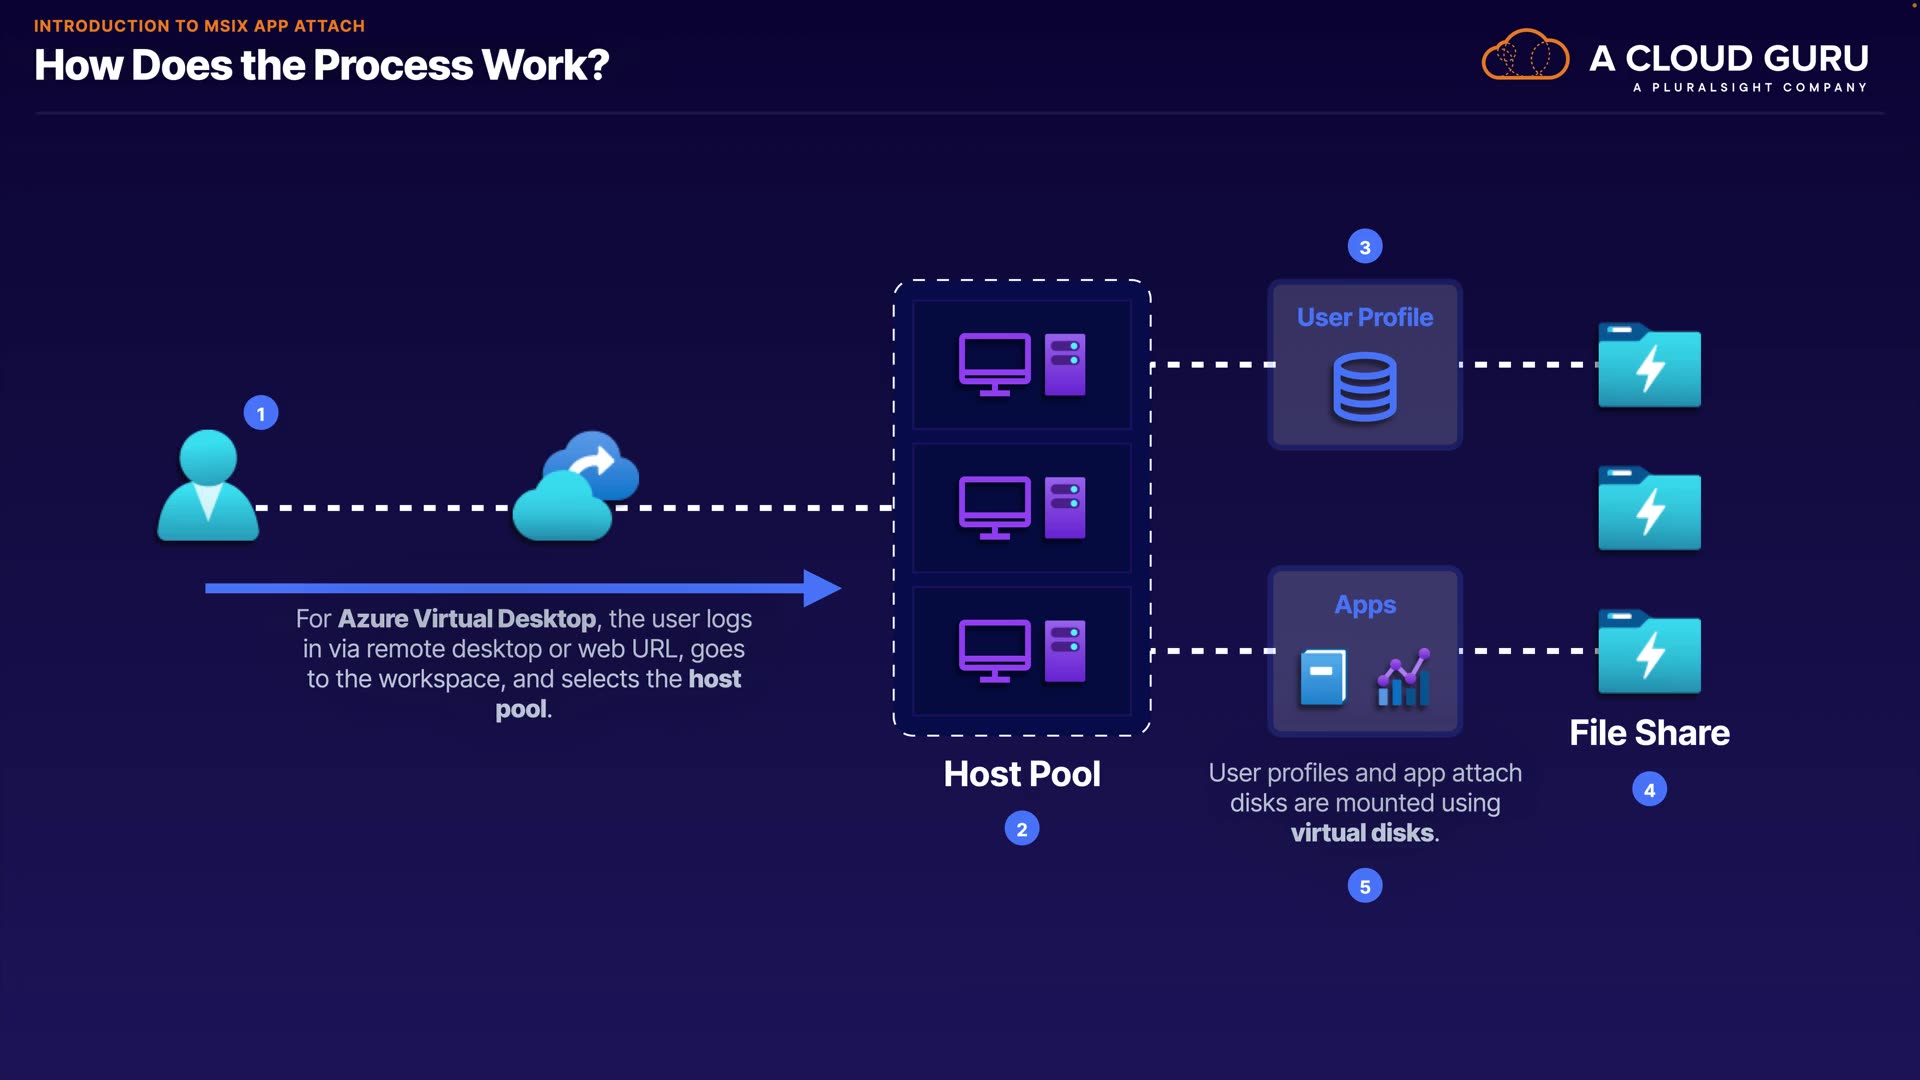 INTRODUCTION TO MSIX APP ATTACH
How Does the Process Work?
A CLOUD GURU
A PLURALSIGHT COMPANY
1
For Azure Virtual Desktop, the user logs
in via remote desktop or web URL, goes
to the workspace, and selects the host
pool.
Host Pool
2
3
User Profile
Apps
User profiles and app attach
disks are mounted using
virtual disks.
5
File Share
4